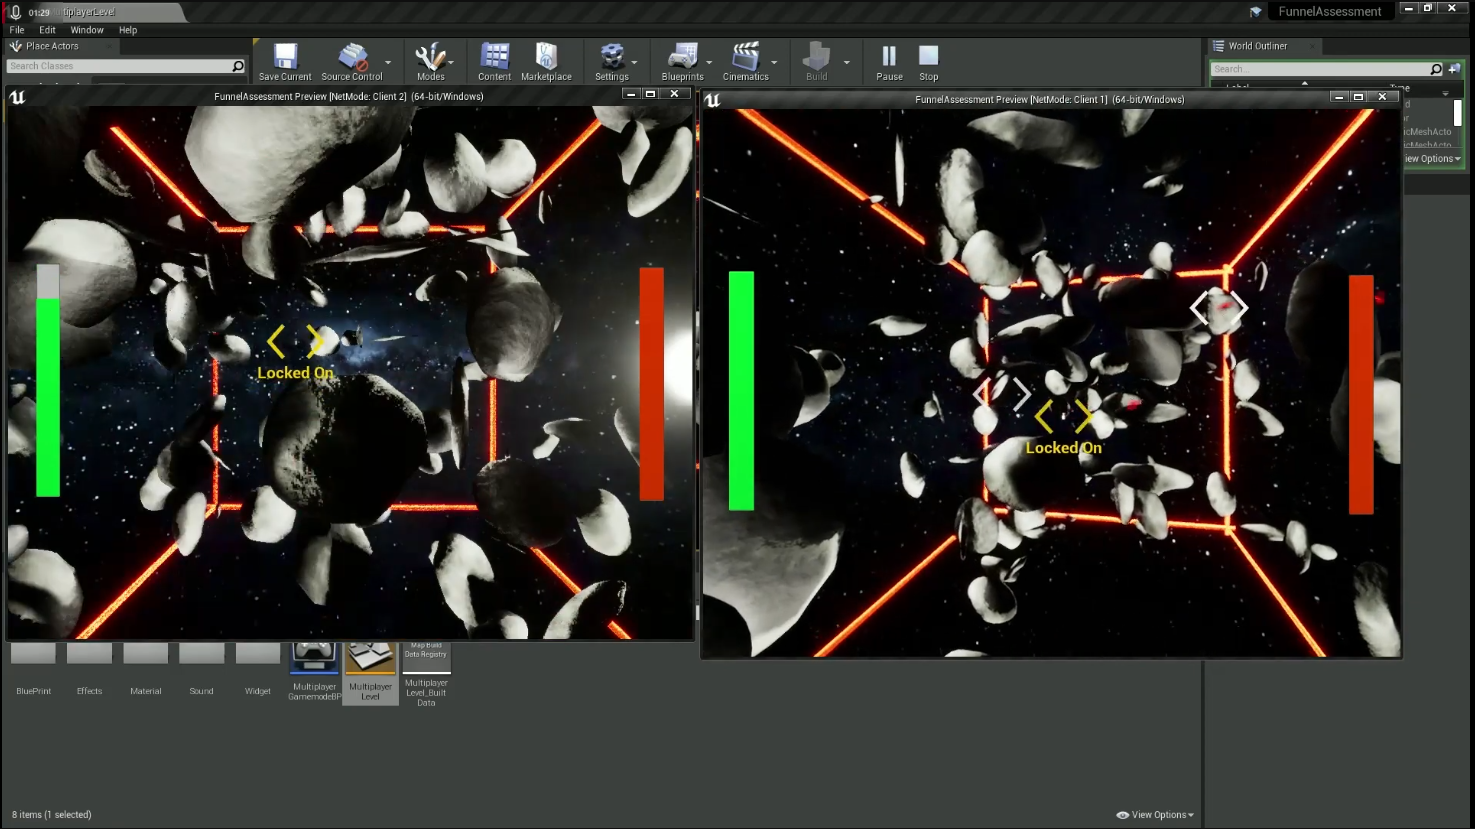 01:29
tiplayerLevel
FunnelAssessment
File Edit Window Help
Place Actors
World Outliner
Search Classes
Save Current Source Control Modes Content Marketplace Settings Blueprints Cinematics Build Pause Stop
Search...
Label Type
FunnelAssessment Preview [NetMode: Client 2] (64-bit/Windows)
FunnelAssessment Preview [NetMode: Client 1] (64-bit/Windows)
icMeshActo
icMeshActo
iew Options
Locked On
Locked On
BluePrint
Effects
Material
Sound
Widget
Multiplayer
GamemodeBP
Multiplayer
Level
Map Build
Data Registry
Multiplayer
Level_Built
Data
8 items (1 selected)
View Options